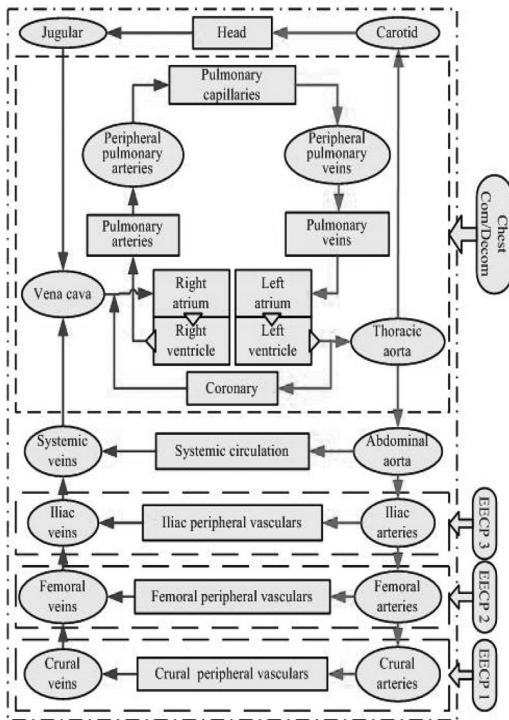 Jugular
Head
Carotid
Pulmonary
capillaries
Peripheral
pulmonary
arteries
Peripheral
pulmonary
veins
Pulmonary
arteries
Pulmonary
veins
Chest
Com/Decom
Vena cava
Right
atrium
Left
atrium
Right
ventricle
Left
ventricle
Thoracic
aorta
Coronary
Systemic
veins
Systemic circulation
Abdominal
aorta
Iliac
veins
Iliac peripheral vasculars
Iliac
arteries
EECP 3
Femoral veins
Femoral peripheral vasculars
Femoral
arteries
EECP 2
Crural
veins
Crural peripheral vasculars
Crural
arteries
EECP 1